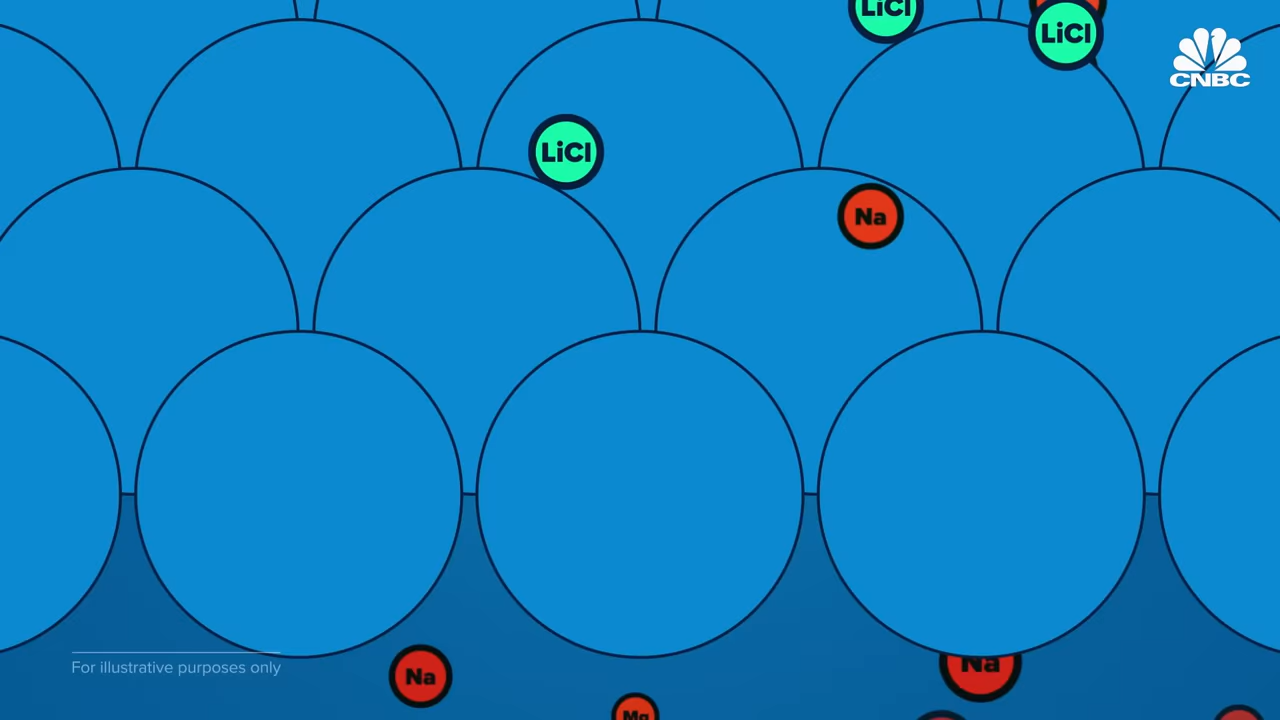 LiCl
LiCl
CNBC
LiCl
Na
For illustrative purposes only
Na
Na
Mg